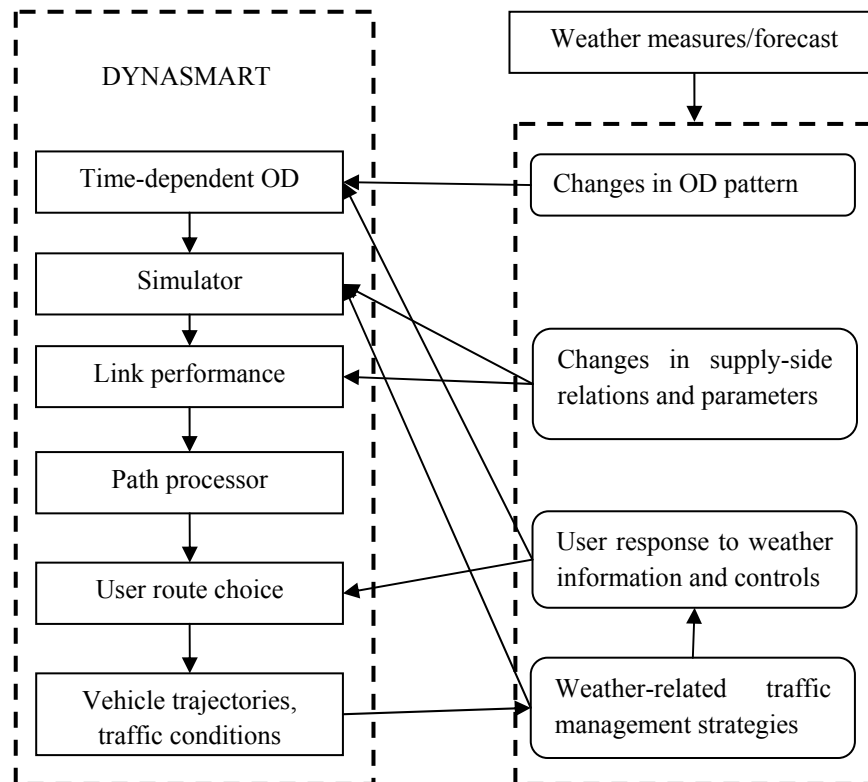 DYNASMART
Time-dependent OD
Simulator
Link performance
Path processor
User route choice
Vehicle trajectories,
traffic conditions
Weather measures/forecast
Changes in OD pattern
Changes in supply-side
relations and parameters
User response to weather
information and controls
Weather-related traffic
management strategies